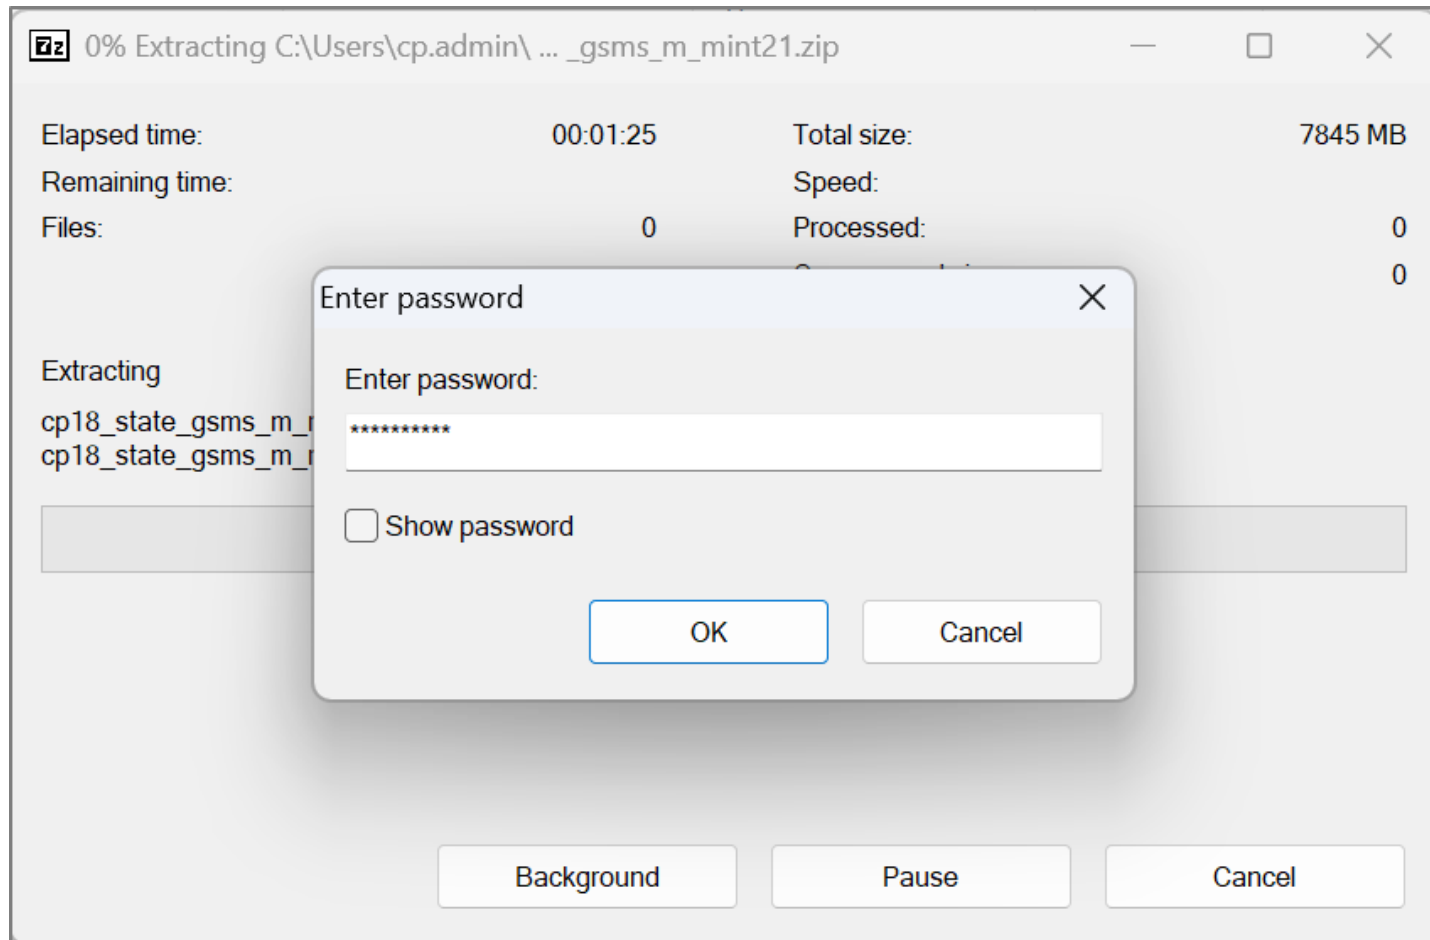 7z 0% Extracting C:\Users\cp.admin\ ... _gsms_m_mint21.zip
Elapsed time: 00:01:25 Total size: 7845 MB
Remaining time: Speed:
Files: 0 Processed: 0
0
Enter password
Extracting
Enter password:
cp18_state_gsms_m_
**********
cp18_state_gsms_m_
Show password
OK Cancel
Background Pause Cancel